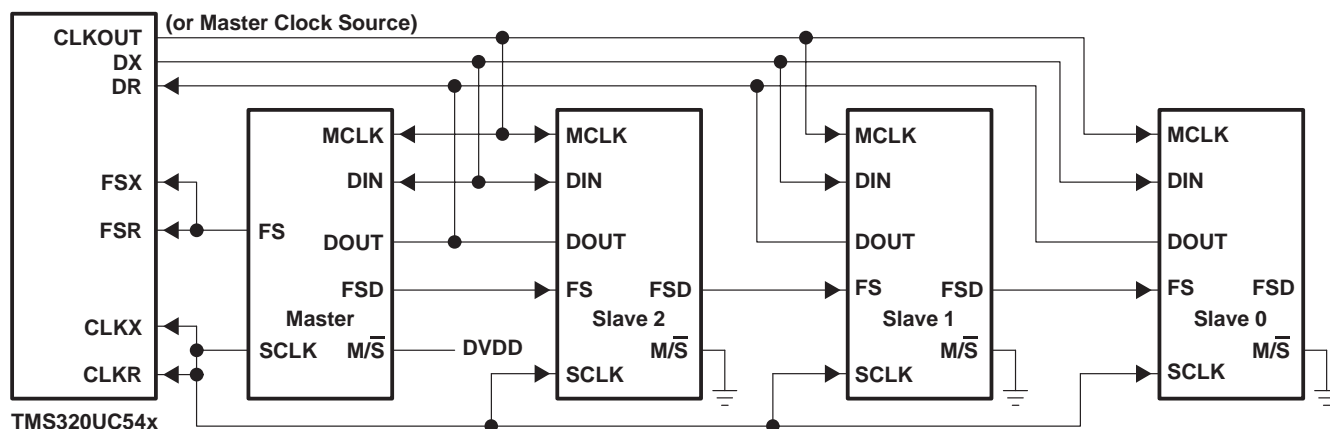 (or Master Clock Source)
CLKOUT
DX
DR
FSX
FSR
CLKX
CLKR
TMS320UC54x
MCLK
DIN
FS
DOUT
FSD
Master
SCLK
M/S̅
DVDD
MCLK
DIN
DOUT
FS
FSD
Slave 2
M/S̅
SCLK
MCLK
DIN
DOUT
FS
FSD
Slave 1
M/S̅
SCLK
MCLK
DIN
DOUT
FS
FSD
Slave 0
M/S̅
SCLK